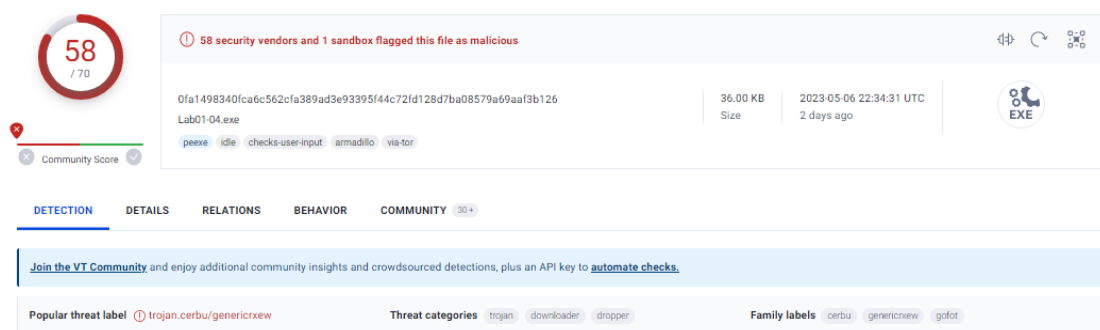 58
/ 70
Community Score
58 security vendors and 1 sandbox flagged this file as malicious
0fa1498340fca6c562cfa389ad3e93395f44c72fd128d7ba08579a69aaf3b126
Lab01-04.exe
peexe idle checks-user-input armadillo via-tor
36.00 KB
Size
2023-05-06 22:34:31 UTC
2 days ago
EXE
DETECTION DETAILS RELATIONS BEHAVIOR COMMUNITY 30+
Join the VT Community and enjoy additional community insights and crowdsourced detections, plus an API key to automate checks.
Popular threat label trojan.cerbu/genericrxew Threat categories trojan downloader dropper Family labels cerbu genericrxew gofot